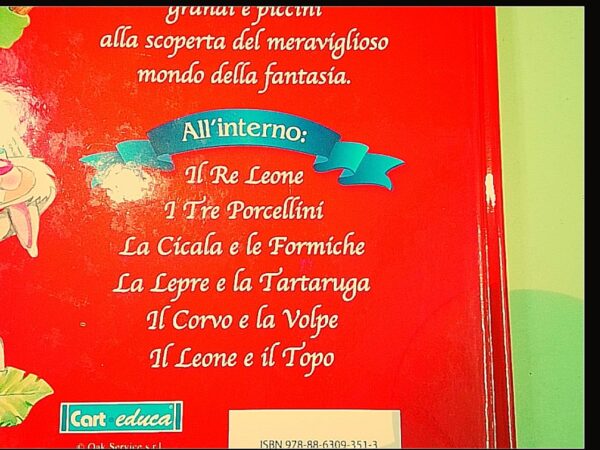 grandi e piccini
alla scoperta del meraviglioso
mondo della fantasia.
All'interno:
Il Re Leone
I Tre Porcellini
La Cicala e le Formiche
La Lepre e la Tartaruga
Il Corvo e la Volpe
Il Leone e il Topo
Cart educa
© Oak Service s.r.l.
ISBN 978-88-6309-351-3